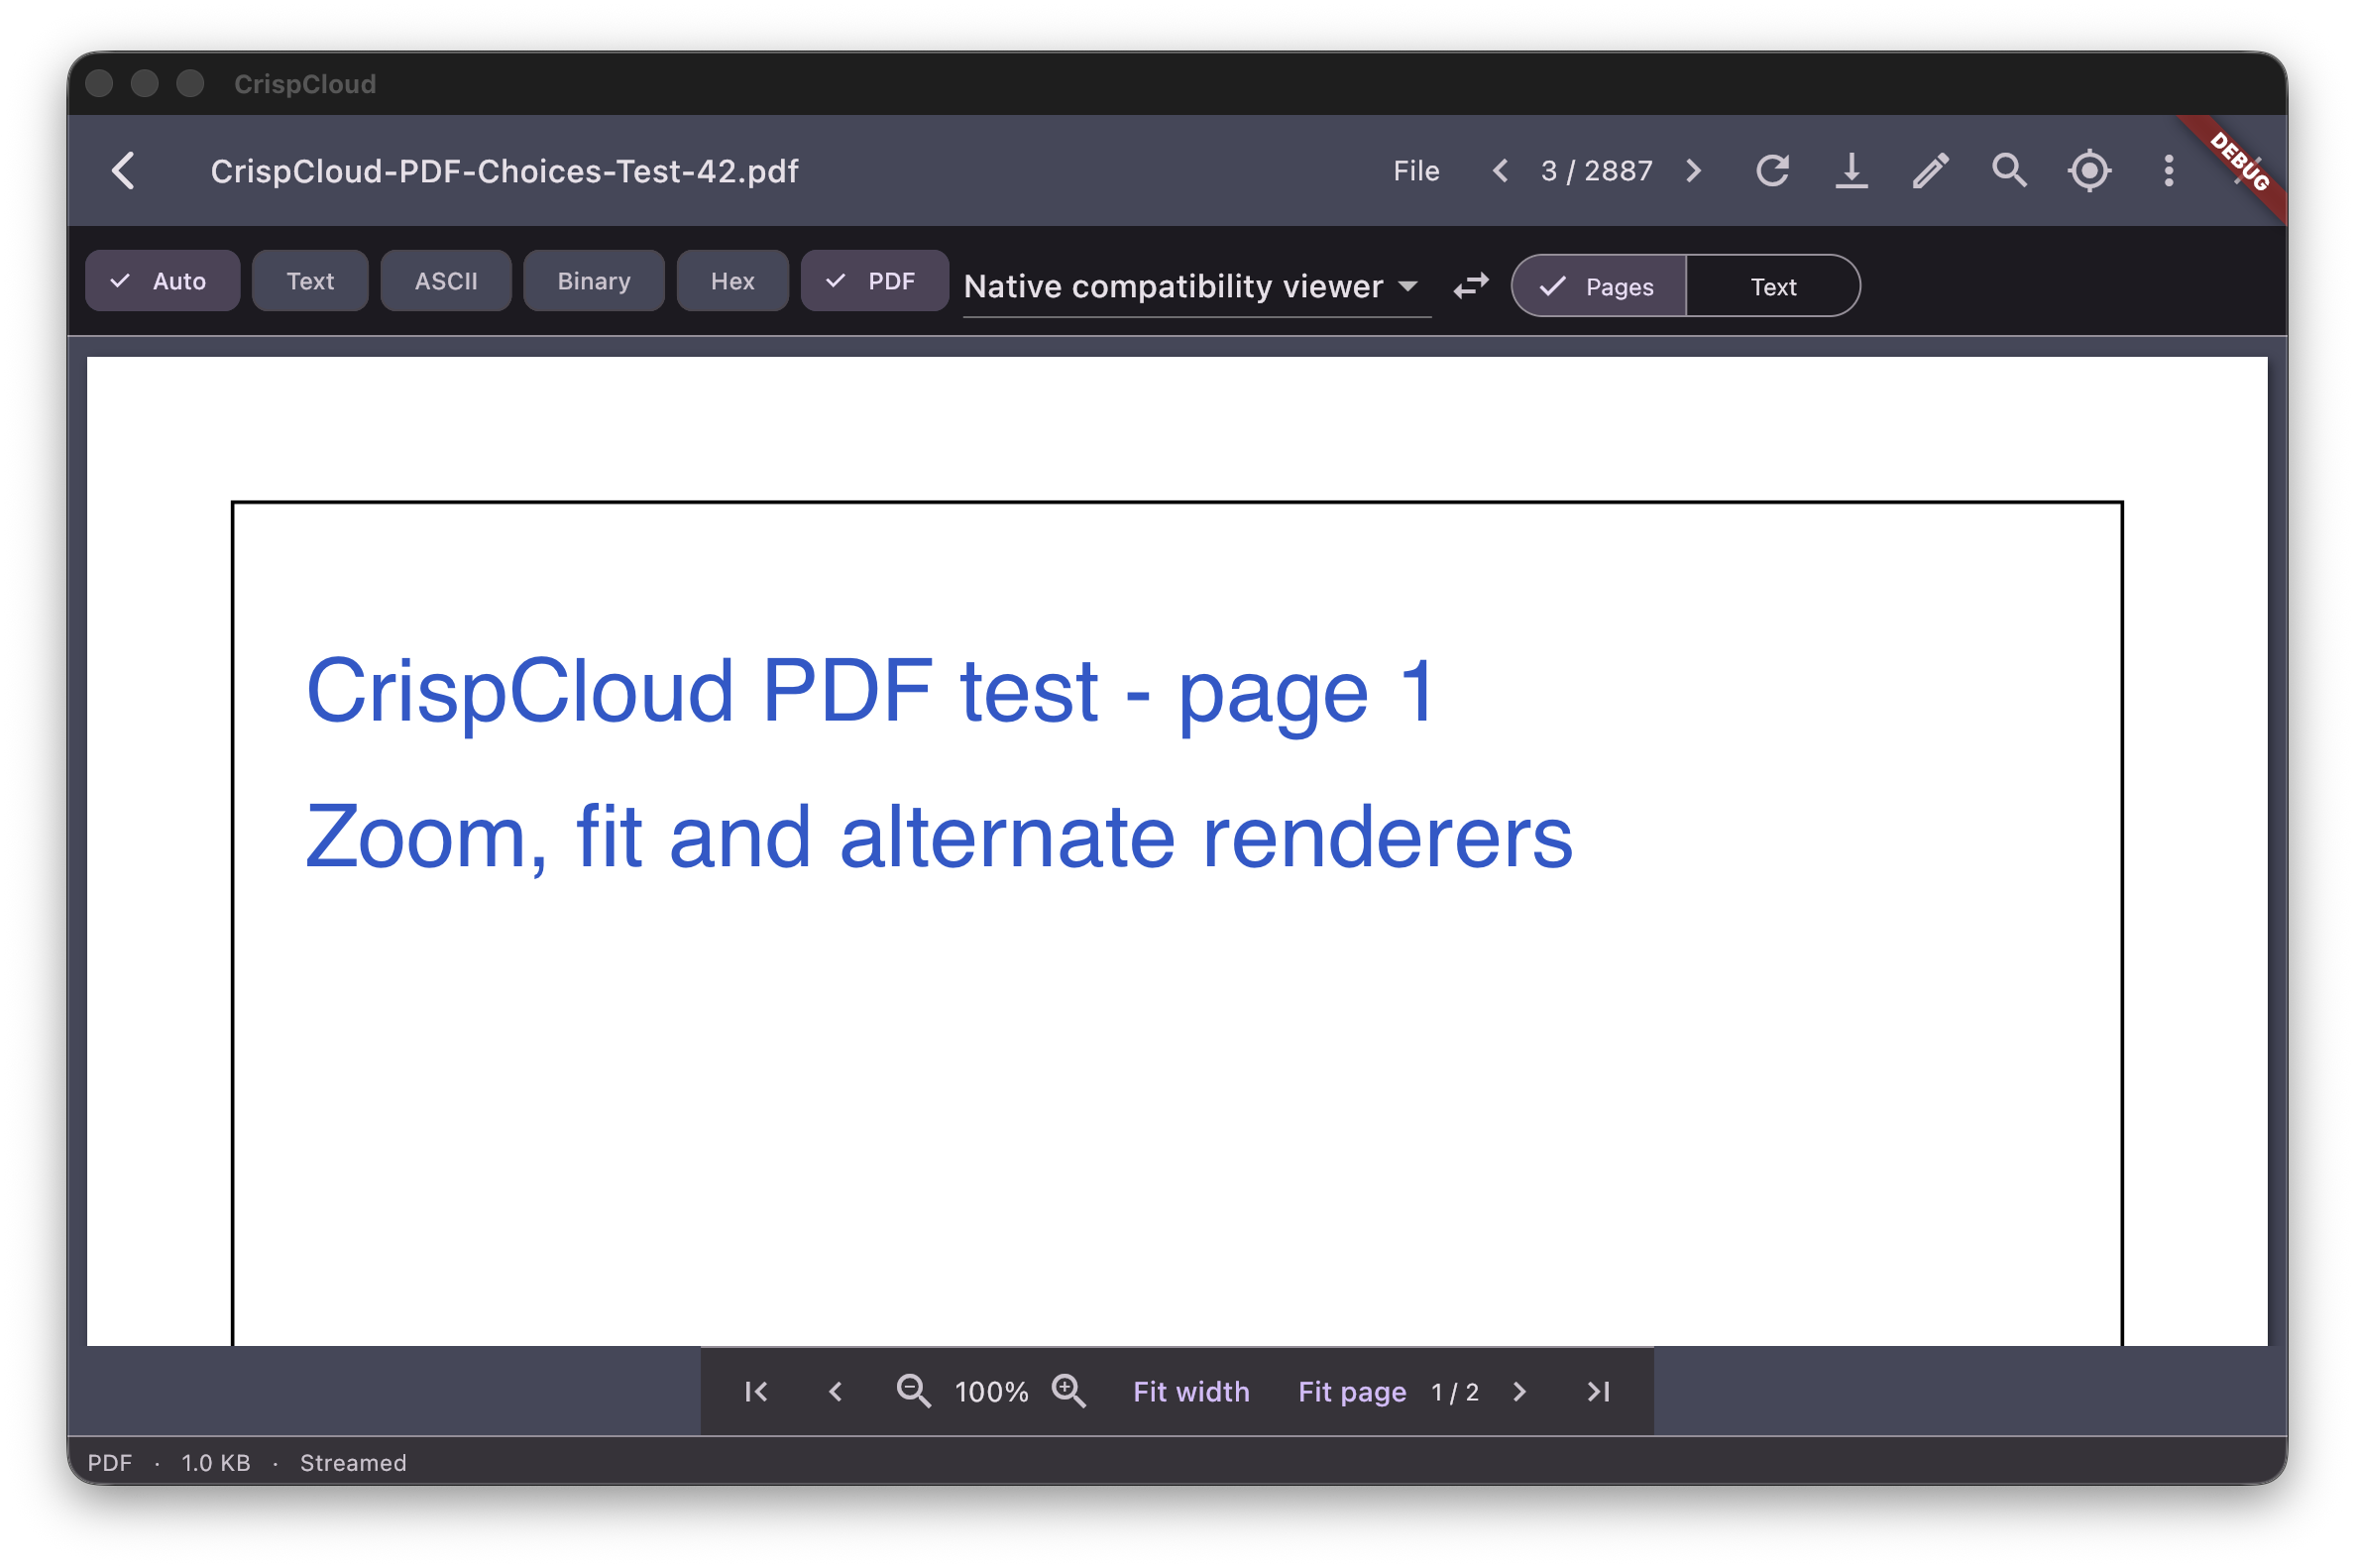 CrispCloud
CrispCloud-PDF-Choices-Test-42.pdf File 3 / 2887 DEBUG
Auto Text ASCII Binary Hex PDF Native compatibility viewer Pages Text
CrispCloud PDF test - page 1
Zoom, fit and alternate renderers
100% Fit width Fit page 1 / 2
PDF · 1.0 KB · Streamed